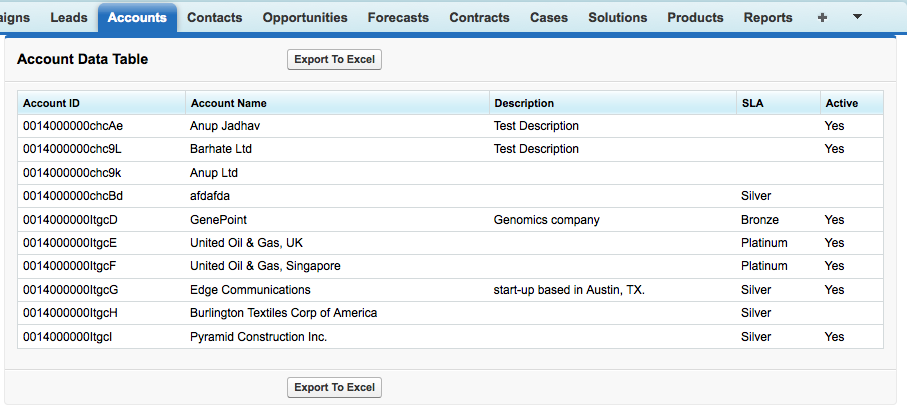 aigns Leads Accounts Contacts Opportunities Forecasts Contracts Cases Solutions Products Reports +
Account Data Table Export To Excel
Account ID Account Name Description SLA Active
0014000000chcAe Anup Jadhav Test Description Yes
0014000000chc9L Barhate Ltd Test Description Yes
0014000000chc9k Anup Ltd
0014000000chcBd afdafda Silver
0014000000ItgcD GenePoint Genomics company Bronze Yes
0014000000ItgcE United Oil & Gas, UK Platinum Yes
0014000000ItgcF United Oil & Gas, Singapore Platinum Yes
0014000000ItgcG Edge Communications start-up based in Austin, TX. Silver Yes
0014000000ItgcH Burlington Textiles Corp of America Silver
0014000000ItgcI Pyramid Construction Inc. Silver Yes
Export To Excel